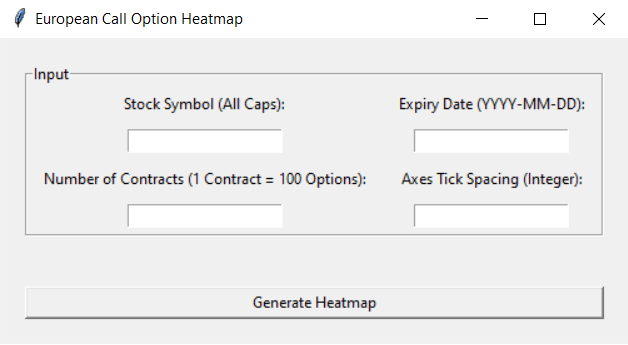 European Call Option Heatmap
Input
Stock Symbol (All Caps):
Expiry Date (YYYY-MM-DD):
Number of Contracts (1 Contract = 100 Options):
Axes Tick Spacing (Integer):
Generate Heatmap